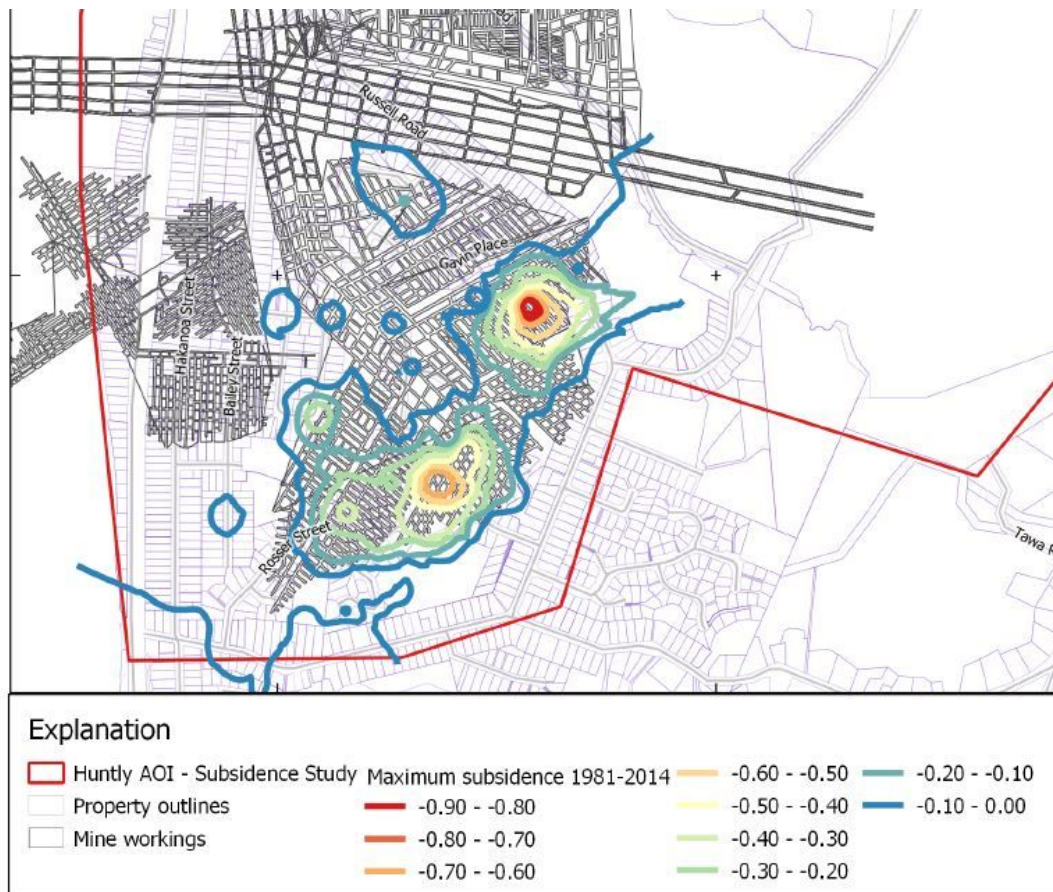 Russell Road
Gavin Place
Hakanoa Street
Bailey Street
Rosser Street
Tawa
Explanation
Huntly AOI - Subsidence Study
Property outlines
Mine workings
Maximum subsidence 1981-2014
-0.90 - -0.80
-0.80 - -0.70
-0.70 - -0.60
-0.60 - -0.50
-0.50 - -0.40
-0.40 - -0.30
-0.30 - -0.20
-0.20 - -0.10
-0.10 - 0.00